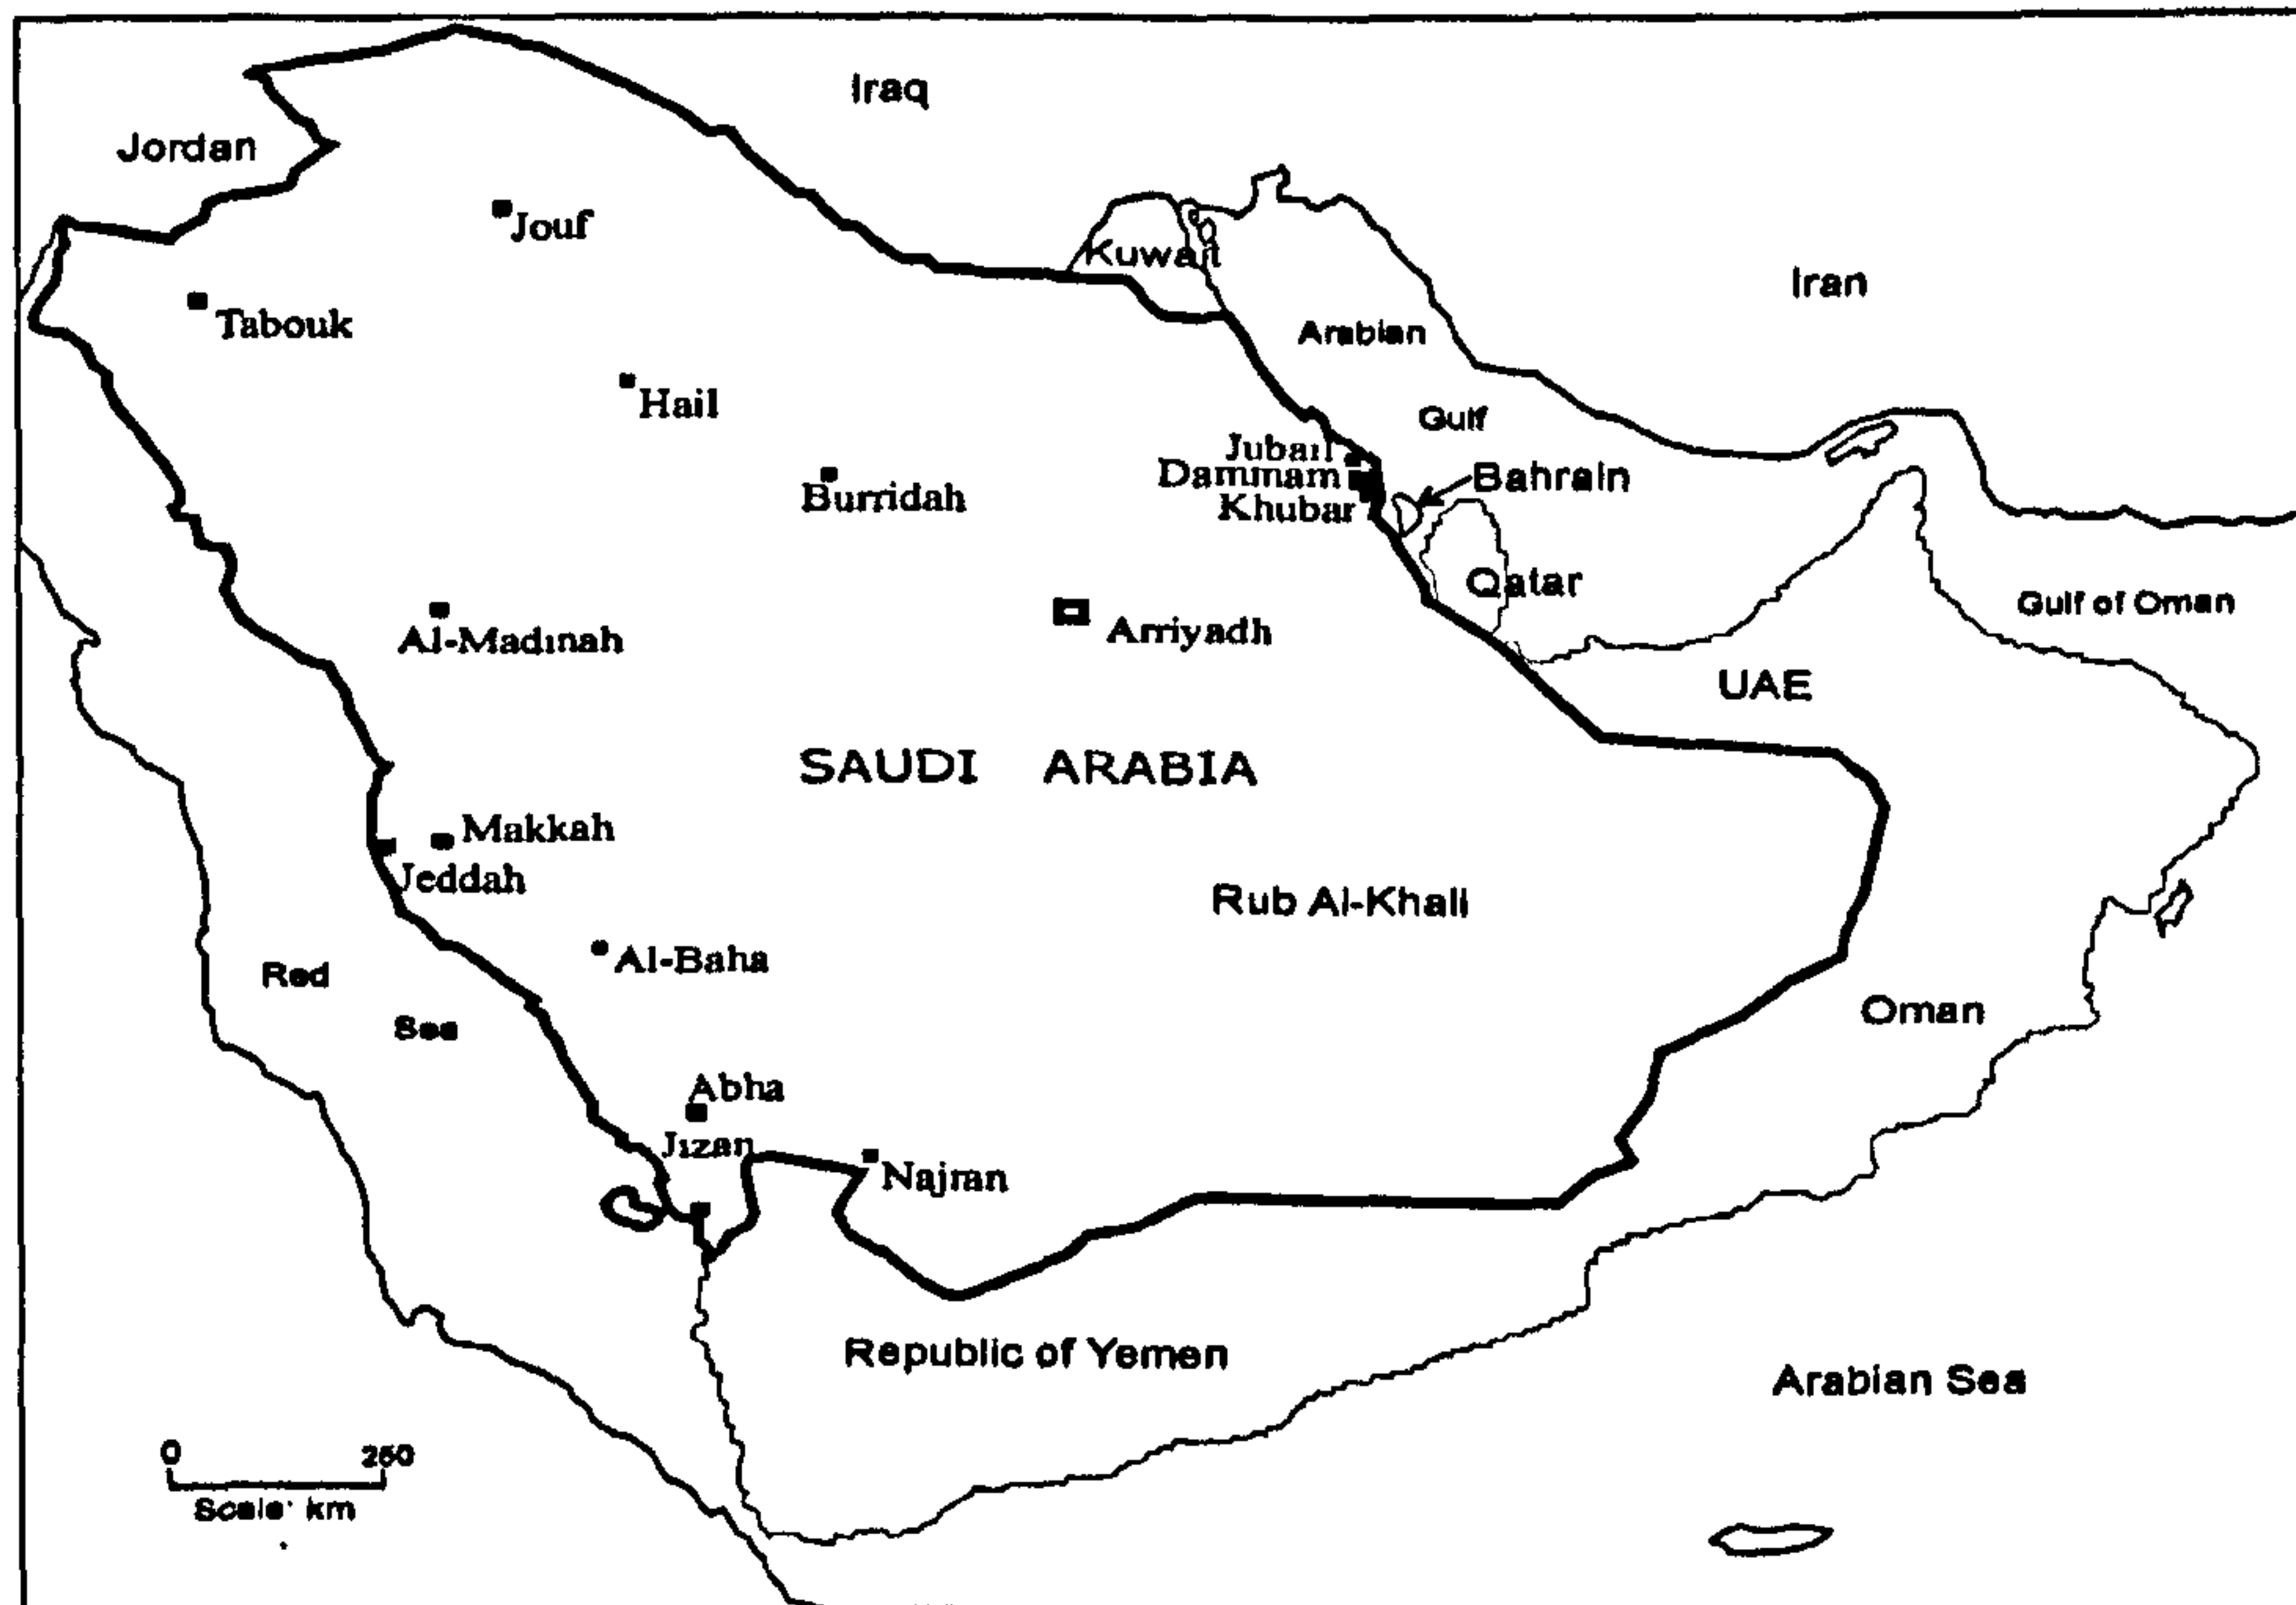 Iraq
Jordan
Jouf
Kuwait
Iran
Tabouk
Arabian
Hail
Gulf
Jubail
Dammam
Bahrain
Burridah
Khubar
Qatar
Gulf of Oman
Al-Madinah
Arriyadh
UAE
SAUDI ARABIA
Makkah
Jeddah
Rub Al-Khali
Al-Baha
Red
Sea
Oman
Abha
Jizan
Najran
Republic of Yemen
Arabian Sea
0 250
Scale: km